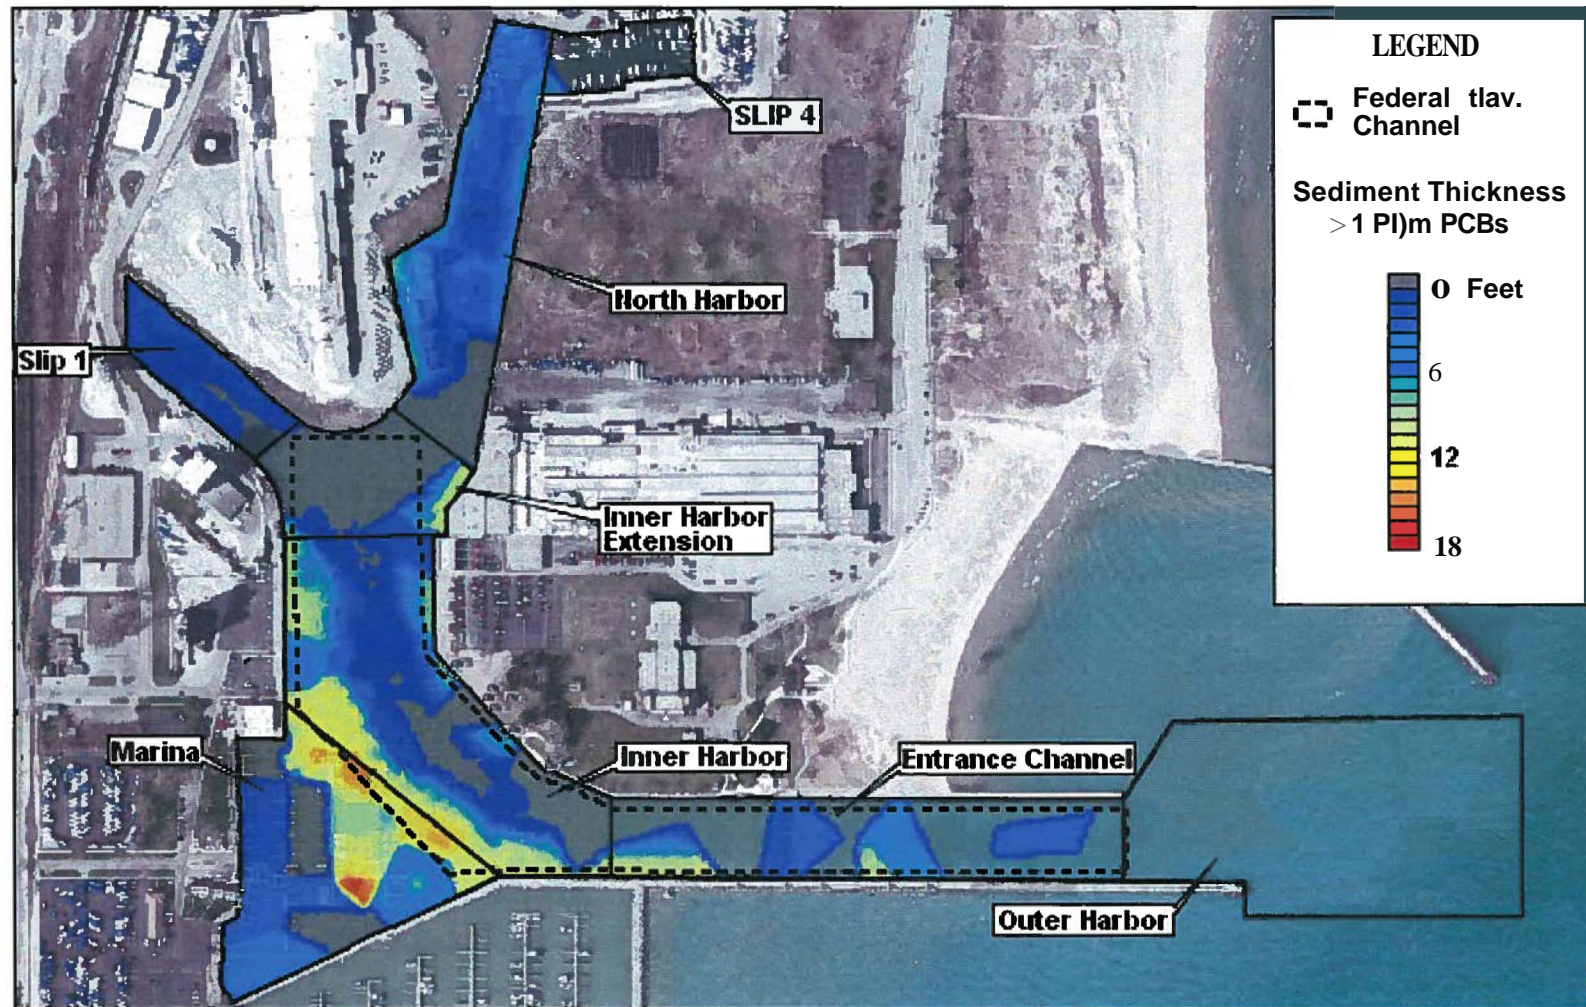 LEGEND
Federal tlav.
Channel
Sediment Thickness
> 1 PI)m PCBs
0 Feet
6
12
18
SLIP 4
North Harbor
Slip 1
Inner Harbor
Extension
Marina
Inner Harbor
Entrance Channel
Outer Harbor